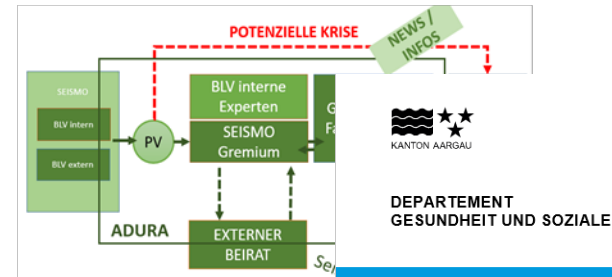 POTENZIELLE KRISE
NEWS /
INFOS
SEISMO
BLV intern
BLV extern
PV
BLV interne
Experten
SEISMO
Gremium
ADURA
EXTERNER
BEIRAT
KANTON AARGAU
DEPARTEMENT
GESUNDHEIT UND SOZIALE